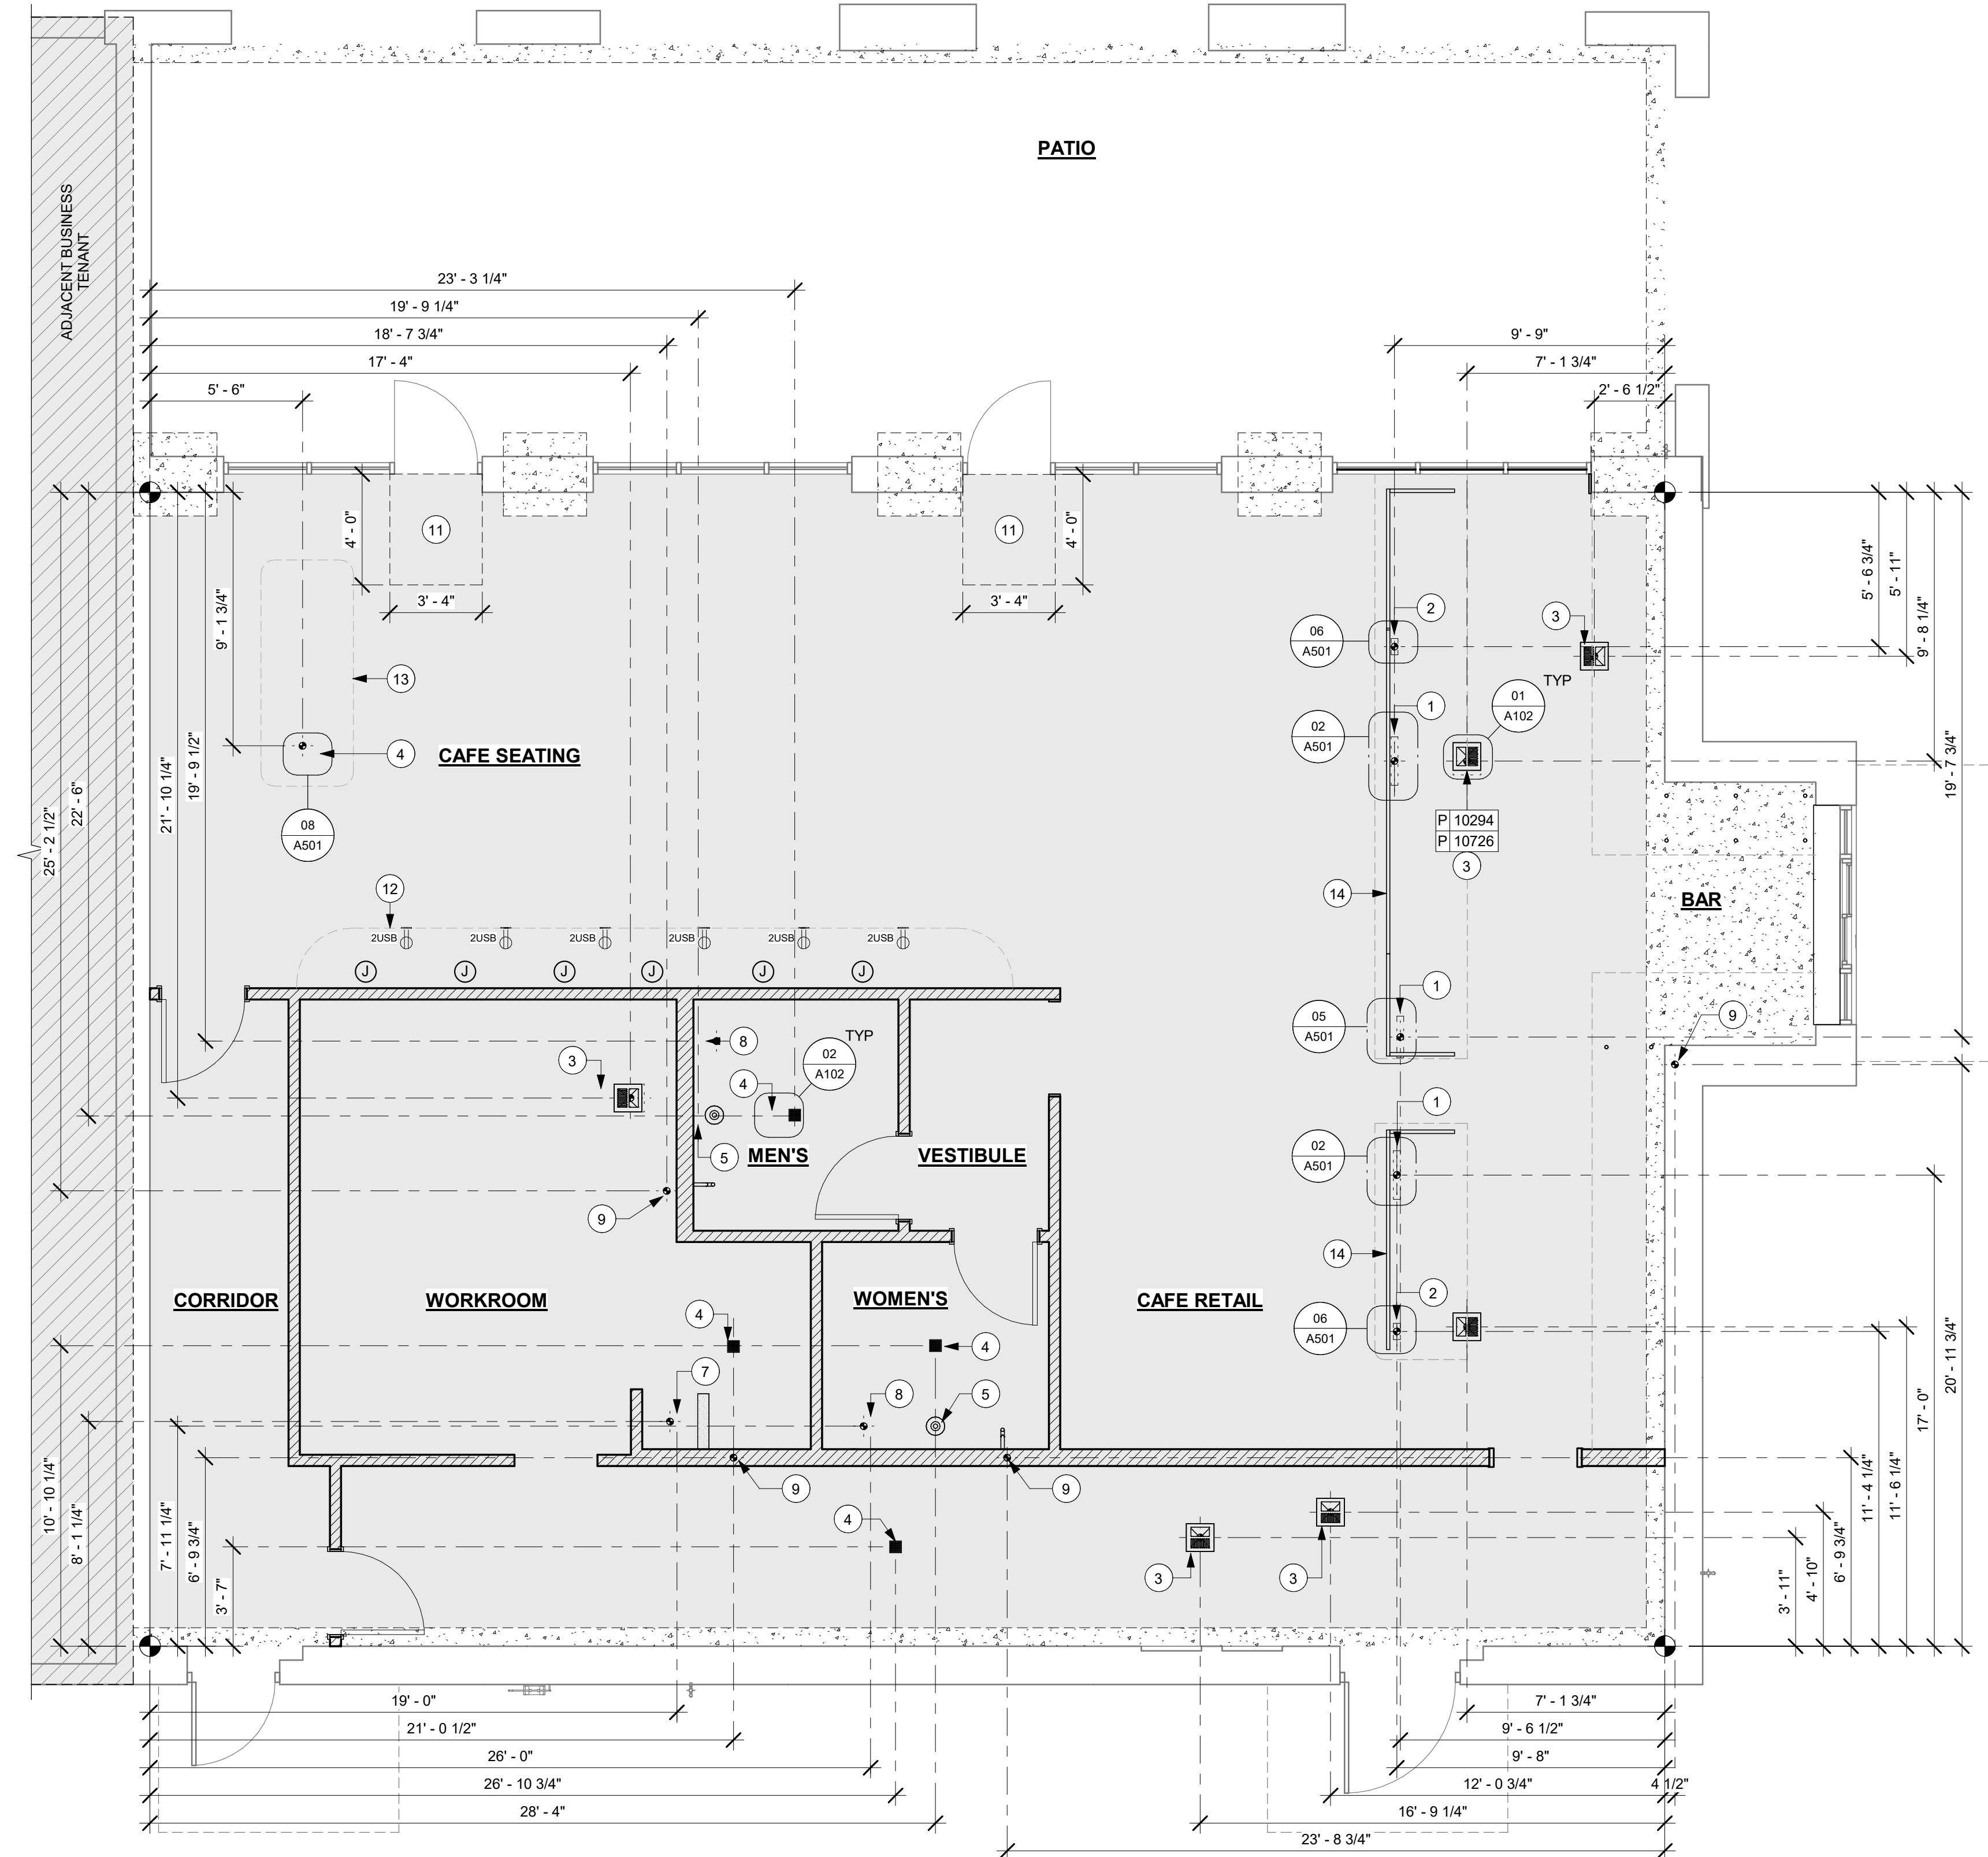 PATIO
ADJACENT BUSINESS
TENANT
23' - 3 1/4"
19' - 9 1/4"
18' - 7 3/4"
17' - 4"
5' - 6"
9' - 9"
7' - 1 3/4"
2' - 6 1/2"
4' - 0"
11
3' - 4"
11
4' - 0"
3' - 4"
9' - 1 3/4"
19' - 9 1/2"
21' - 10 1/4"
22' - 6"
25' - 2 1/2"
5' - 6 3/4"
5' - 11"
9' - 8 1/4"
19' - 7 3/4"
2
06
A501
3
TYP
13
01
A102
1
02
A501
4
CAFE SEATING
08
A501
P 10294
P 10726
3
12
14
BAR
2USB
2USB
2USB
2USB
2USB
2USB
J
J
J
J
J
J
1
05
A501
9
8
TYP
02
A102
3
4
1
5
MEN'S
VESTIBULE
02
A501
9
14
CORRIDOR
WORKROOM
WOMEN'S
CAFE RETAIL
2
06
A501
4
4
7
8
5
9
9
4
3
3
10' - 10 1/4"
8' - 1 1/4"
7' - 11 1/4"
6' - 9 3/4"
3' - 7"
3' - 11"
4' - 10"
6' - 9 3/4"
11' - 4 1/4"
11' - 6 1/4"
17' - 0"
20' - 11 3/4"
19' - 0"
21' - 0 1/2"
26' - 0"
26' - 10 3/4"
28' - 4"
7' - 1 3/4"
9' - 6 1/2"
9' - 8"
12' - 0 3/4"
4 1/2"
16' - 9 1/4"
23' - 8 3/4"